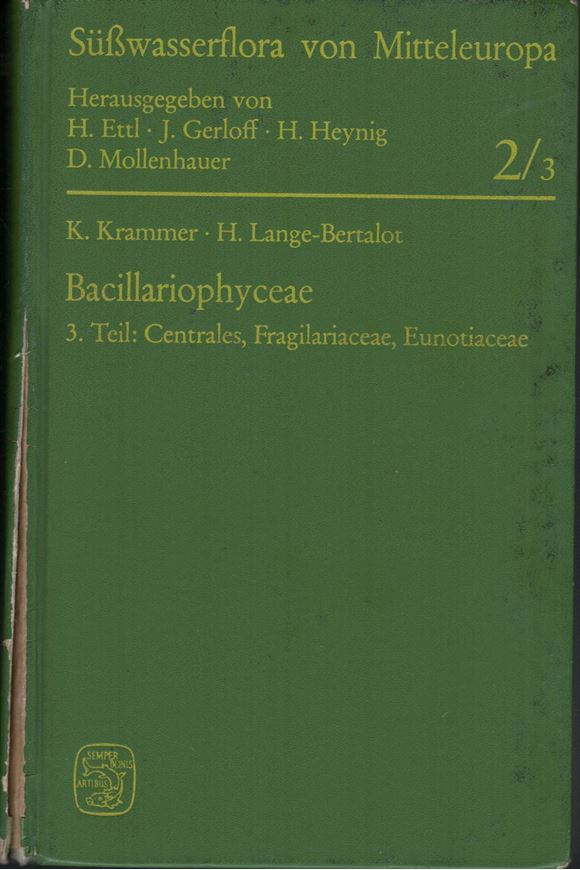 Süßwasserflora von Mitteleuropa
Herausgegeben von
H. Ettl · J. Gerloff · H. Heynig
D. Mollenhauer
2/3
K. Krammer · H. Lange-Bertalot
Bacillariophyceae
3. Teil: Centrales, Fragilariaceae, Eunotiaceae
SEMPER
BONIS
ARTIBUS